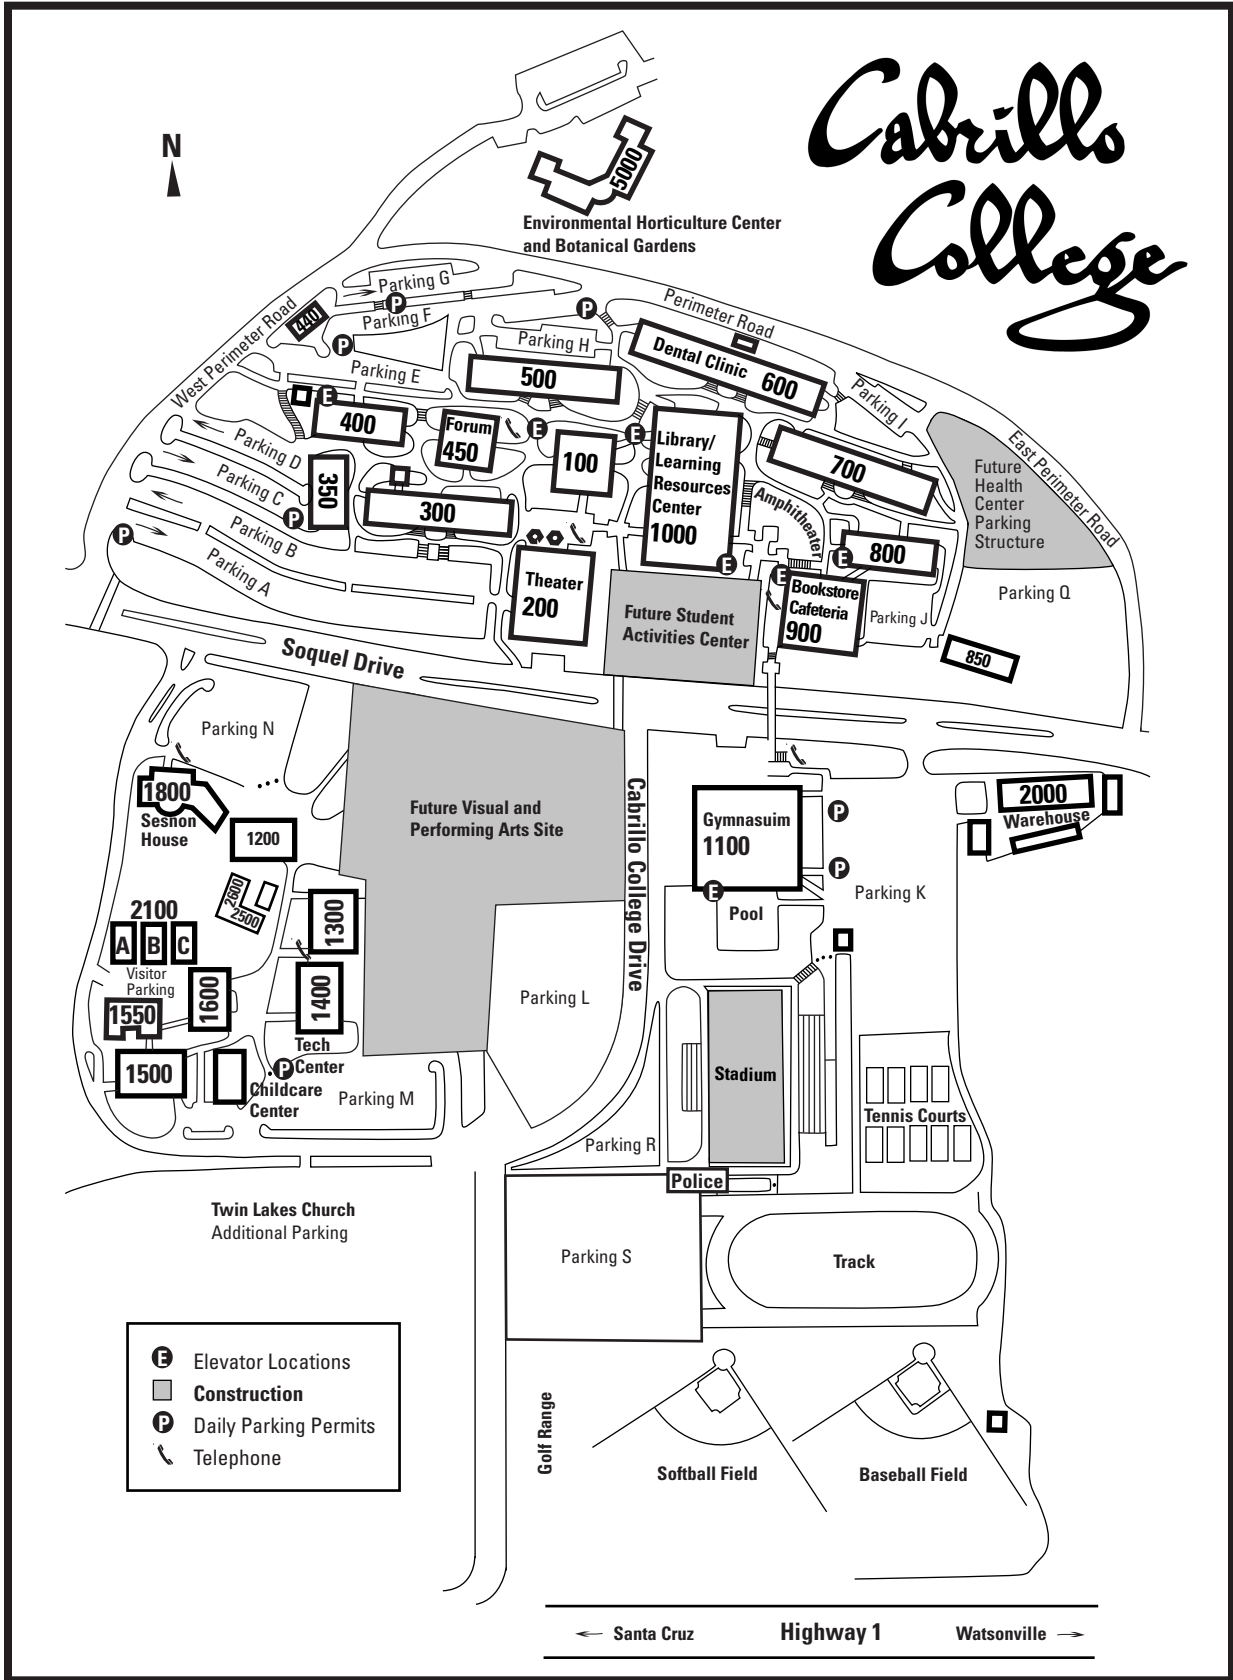 Cabrillo
College
N
5000
Environmental Horticulture Center
and Botanical Gardens
Parking G
P
440
Parking F
P
P
Perimeter Road
West Perimeter Road
Parking H
Dental Clinic 600
Parking E
500
Parking I
E
400
Forum
450
E
100
E
Library/
Learning
Resources
Center
1000
E
700
East Perimeter Road
Future
Health
Center
Parking
Structure
Parking D
Parking C
350
P
300
Amphitheater
800
E
Parking B
P
Parking A
Theater
200
Future Student
Activities Center
E
Bookstore
Cafeteria
900
Parking J
Parking Q
850
Soquel Drive
Parking N
1800
Sesnon
House
1200
Future Visual and
Performing Arts Site
Cabrillo College Drive
Gymnasuim
1100
E
P
P
2000
Warehouse
Parking K
Pool
2600
2500
2100
A
B
C
Visitor
Parking
1300
1550
1600
1400
Tech
Center
Parking L
1500
P
Childcare
Center
Parking M
Stadium
Tennis Courts
Parking R
Police
Twin Lakes Church
Additional Parking
Parking S
Track
E Elevator Locations
Construction
P Daily Parking Permits
Telephone
Golf Range
Softball Field
Baseball Field
Santa Cruz
Highway 1
Watsonville